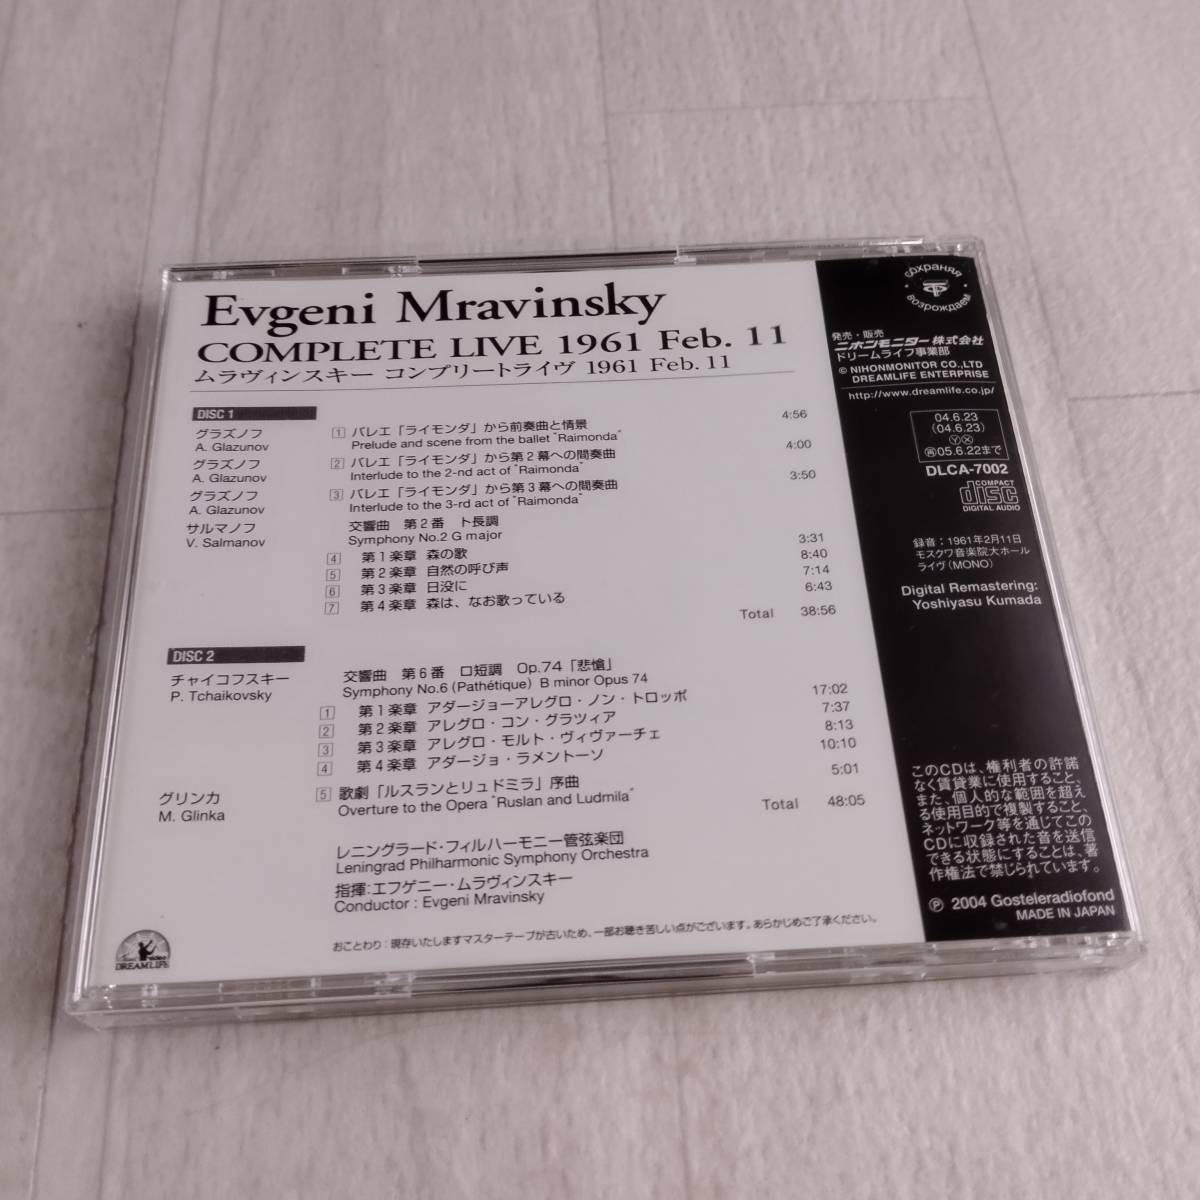 Evgeni Mravinsky
COMPLETE LIVE 1961 Feb. 11
ムラヴィンスキー コンプリートライヴ 1961 Feb. 11
DISC 1
グラズノフ
A. Glazunov
1 バレエ「ライモンダ」から前奏曲と情景 4:56
Prelude and scene from the ballet "Raimonda"
グラズノフ
A. Glazunov
2 バレエ「ライモンダ」から第2幕への間奏曲 4:00
Interlude to the 2-nd act of "Raimonda"
グラズノフ
A. Glazunov
3 バレエ「ライモンダ」から第3幕への間奏曲 3:50
Interlude to the 3-rd act of "Raimonda"
サルマノフ
V. Salmanov
交響曲 第2番 ト長調
Symphony No.2 G major
4 第1楽章 森の歌 3:31
5 第2楽章 自然の呼び声 8:40
6 第3楽章 日没に 7:14
7 第4楽章 森は、なお歌っている 6:43
Total 38:56
DISC 2
チャイコフスキー
P. Tchaikovsky
交響曲 第6番 ロ短調 Op.74「悲愴」
Symphony No.6 (Pathétique) B minor Opus 74
1 第1楽章 アダージョーアレグロ・ノン・トロッポ 17:02
2 第2楽章 アレグロ・コン・グラツィア 7:37
3 第3楽章 アレグロ・モルト・ヴィヴァーチェ 8:13
4 第4楽章 アダージョ・ラメントーソ 10:10
グリンカ
M. Glinka
5 歌劇「ルスランとリュドミラ」序曲 5:01
Overture to the Opera "Ruslan and Ludmila"
Total 48:05
レニングラード・フィルハーモニー管弦楽団
Leningrad Philharmonic Symphony Orchestra
指揮:エフゲニー・ムラヴィンスキー
Conductor : Evgeni Mravinsky
おことわり:現存いたしますマスターテープが古いため、一部お聴き苦しい点がございます。あらかじめご了承ください。
DREAMLIFE
сохраняя
возрождаем
発売・販売
ニホンモニター株式会社
ドリームライフ事業部
© NIHONMONITOR CO.,LTD
DREAMLIFE ENTERPRISE
http://www.dreamlife.co.jp/
04.6.23
(04.6.23)
Ⓨ Ⓧ
㊢05.6.22まで
DLCA-7002
COMPACT
disc
DIGITAL AUDIO
録音:1961年2月11日
モスクワ音楽院大ホール
ライヴ(MONO)
Digital Remastering:
Yoshiyasu Kumada
このCDは、権利者の許諾
なく賃貸業に使用すること、
また、個人的な範囲を超え
る使用目的で複製すること、
ネットワーク等を通じてこの
CDに収録された音を送信
できる状態にすることは、著
作権法で禁じられています。
℗ 2004 Gosteleradiofond
MADE IN JAPAN